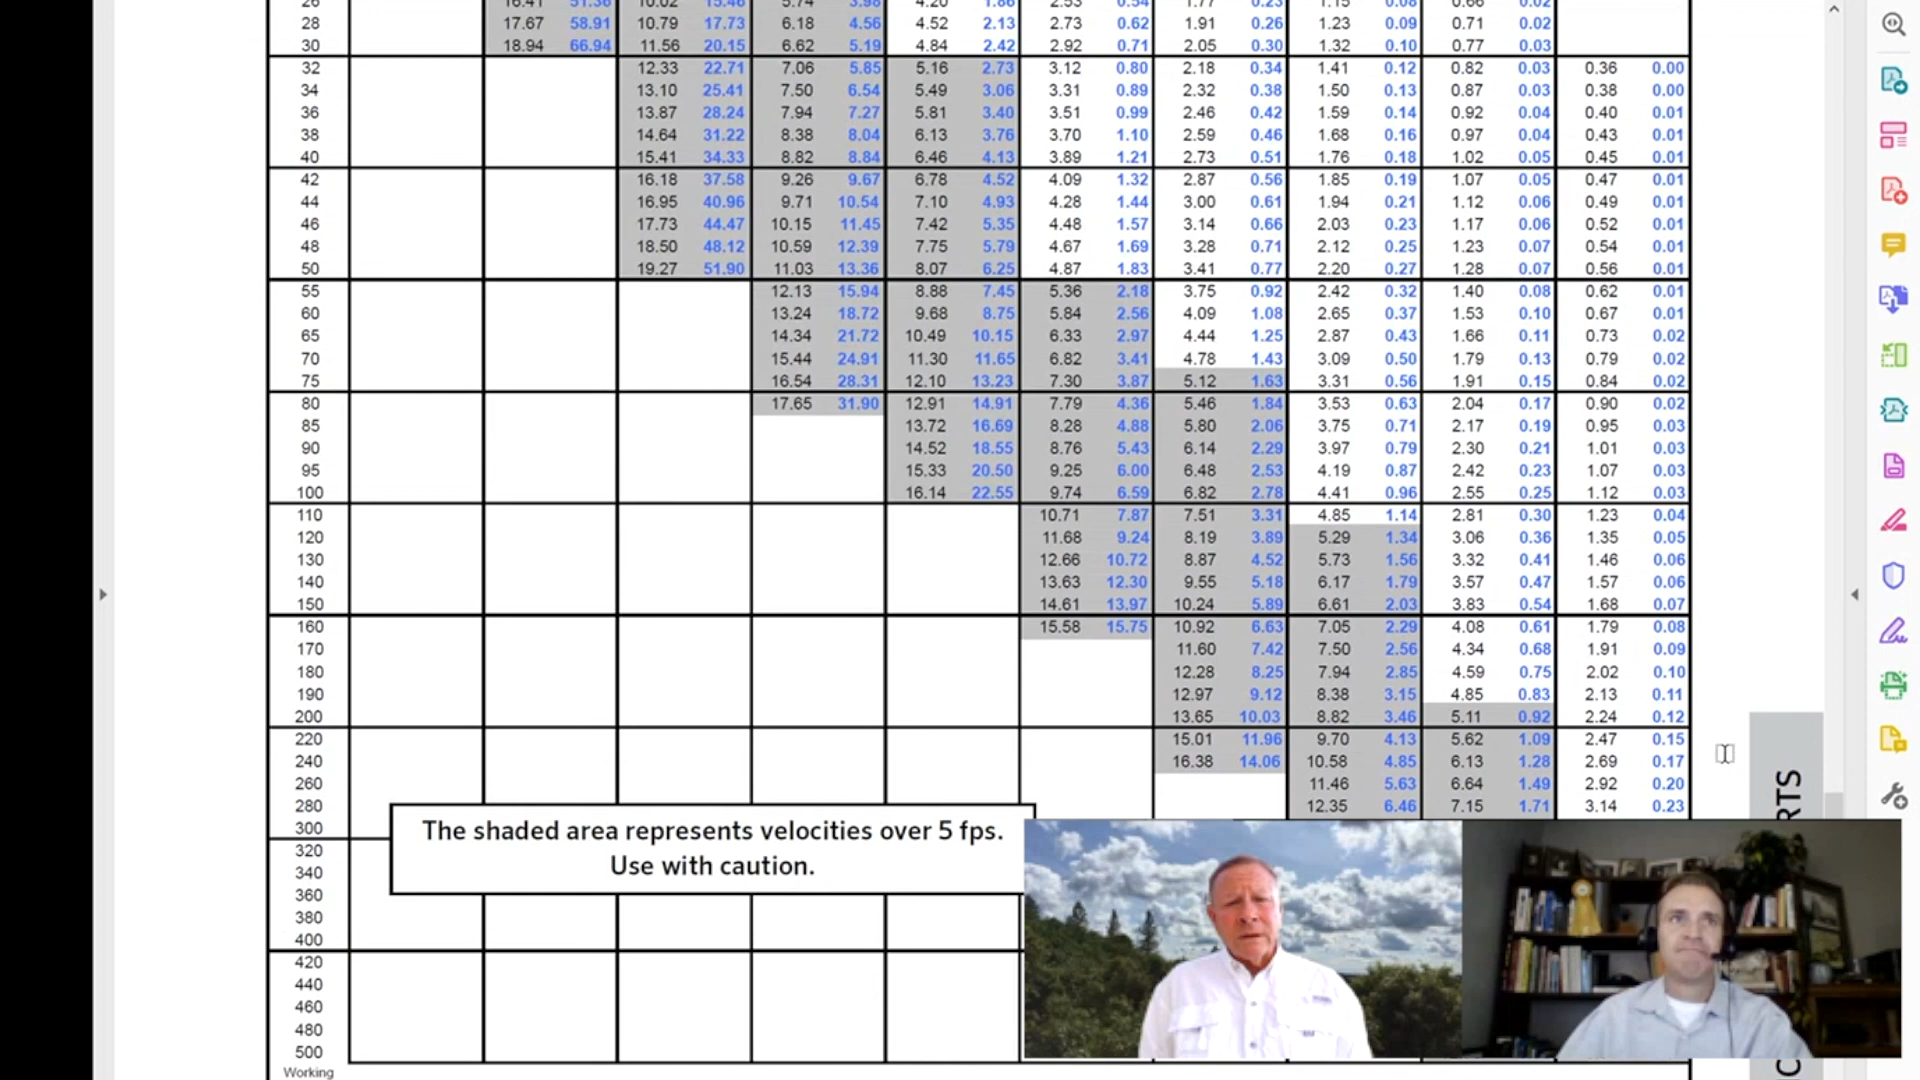 28 17.67 58.91 10.79 17.73 6.18 4.56 4.52 2.13 2.73 0.62 1.91 0.26 1.23 0.09 0.71 0.02
30 18.94 66.94 11.56 20.15 6.62 5.19 4.84 2.42 2.92 0.71 2.05 0.30 1.32 0.10 0.77 0.03
32 12.33 22.71 7.06 5.85 5.16 2.73 3.12 0.80 2.18 0.34 1.41 0.12 0.82 0.03 0.36 0.00
34 13.10 25.41 7.50 6.54 5.49 3.06 3.31 0.89 2.32 0.38 1.50 0.13 0.87 0.03 0.38 0.00
36 13.87 28.24 7.94 7.27 5.81 3.40 3.51 0.99 2.46 0.42 1.59 0.14 0.92 0.04 0.40 0.01
38 14.64 31.22 8.38 8.04 6.13 3.76 3.70 1.10 2.59 0.46 1.68 0.16 0.97 0.04 0.43 0.01
40 15.41 34.33 8.82 8.84 6.46 4.13 3.89 1.21 2.73 0.51 1.76 0.18 1.02 0.05 0.45 0.01
42 16.18 37.58 9.26 9.67 6.78 4.52 4.09 1.32 2.87 0.56 1.85 0.19 1.07 0.05 0.47 0.01
44 16.95 40.96 9.71 10.54 7.10 4.93 4.28 1.44 3.00 0.61 1.94 0.21 1.12 0.06 0.49 0.01
46 17.73 44.47 10.15 11.45 7.42 5.35 4.48 1.57 3.14 0.66 2.03 0.23 1.17 0.06 0.52 0.01
48 18.50 48.12 10.59 12.39 7.75 5.79 4.67 1.69 3.28 0.71 2.12 0.25 1.23 0.07 0.54 0.01
50 19.27 51.90 11.03 13.36 8.07 6.25 4.87 1.83 3.41 0.77 2.20 0.27 1.28 0.07 0.56 0.01
55 12.13 15.94 8.88 7.45 5.36 2.18 3.75 0.92 2.42 0.32 1.40 0.08 0.62 0.01
60 13.24 18.72 9.68 8.75 5.84 2.56 4.09 1.08 2.65 0.37 1.53 0.10 0.67 0.01
65 14.34 21.72 10.49 10.15 6.33 2.97 4.44 1.25 2.87 0.43 1.66 0.11 0.73 0.02
70 15.44 24.91 11.30 11.65 6.82 3.41 4.78 1.43 3.09 0.50 1.79 0.13 0.79 0.02
75 16.54 28.31 12.10 13.23 7.30 3.87 5.12 1.63 3.31 0.56 1.91 0.15 0.84 0.02
80 17.65 31.90 12.91 14.91 7.79 4.36 5.46 1.84 3.53 0.63 2.04 0.17 0.90 0.02
85 13.72 16.69 8.28 4.88 5.80 2.06 3.75 0.71 2.17 0.19 0.95 0.03
90 14.52 18.55 8.76 5.43 6.14 2.29 3.97 0.79 2.30 0.21 1.01 0.03
95 15.33 20.50 9.25 6.00 6.48 2.53 4.19 0.87 2.42 0.23 1.07 0.03
100 16.14 22.55 9.74 6.59 6.82 2.78 4.41 0.96 2.55 0.25 1.12 0.03
110 10.71 7.87 7.51 3.31 4.85 1.14 2.81 0.30 1.23 0.04
120 11.68 9.24 8.19 3.89 5.29 1.34 3.06 0.36 1.35 0.05
130 12.66 10.72 8.87 4.52 5.73 1.56 3.32 0.41 1.46 0.06
140 13.63 12.30 9.55 5.18 6.17 1.79 3.57 0.47 1.57 0.06
150 14.61 13.97 10.24 5.89 6.61 2.03 3.83 0.54 1.68 0.07
160 15.58 15.75 10.92 6.63 7.05 2.29 4.08 0.61 1.79 0.08
170 11.60 7.42 7.50 2.56 4.34 0.68 1.91 0.09
180 12.28 8.25 7.94 2.85 4.59 0.75 2.02 0.10
190 12.97 9.12 8.38 3.15 4.85 0.83 2.13 0.11
200 13.65 10.03 8.82 3.46 5.11 0.92 2.24 0.12
220 15.01 11.96 9.70 4.13 5.62 1.09 2.47 0.15
240 16.38 14.06 10.58 4.85 6.13 1.28 2.69 0.17
260 11.46 5.63 6.64 1.49 2.92 0.20
280 12.35 6.46 7.15 1.71 3.14 0.23
300
320
340
360
380
400
420
440
460
480
500
Working
The shaded area represents velocities over 5 fps.
Use with caution.
RTS
C